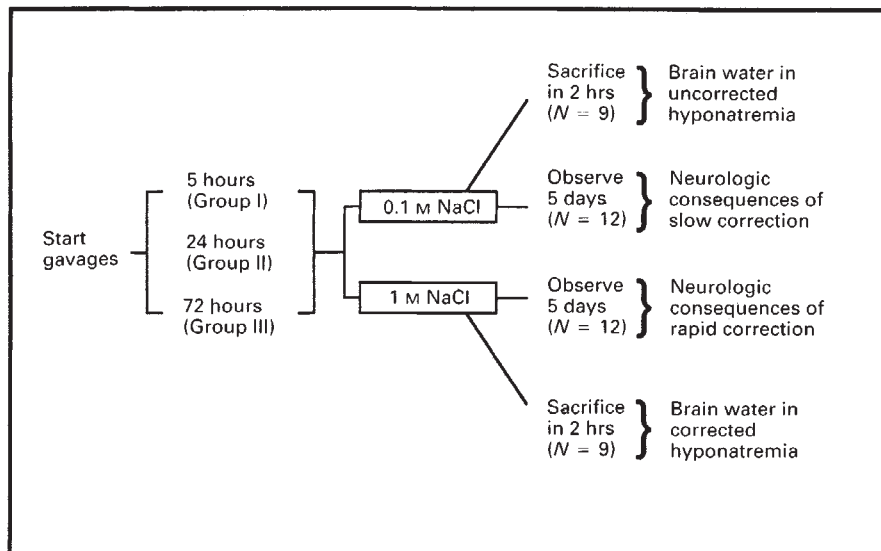 Start
gavages
5 hours
(Group I)
24 hours
(Group II)
72 hours
(Group III)
0.1 M NaCl
1 M NaCl
Sacrifice
in 2 hrs
(N = 9)
Brain water in
uncorrected
hyponatremia
Observe
5 days
(N = 12)
Neurologic
consequences of
slow correction
Observe
5 days
(N = 12)
Neurologic
consequences of
rapid correction
Sacrifice
in 2 hrs
(N = 9)
Brain water in
corrected
hyponatremia